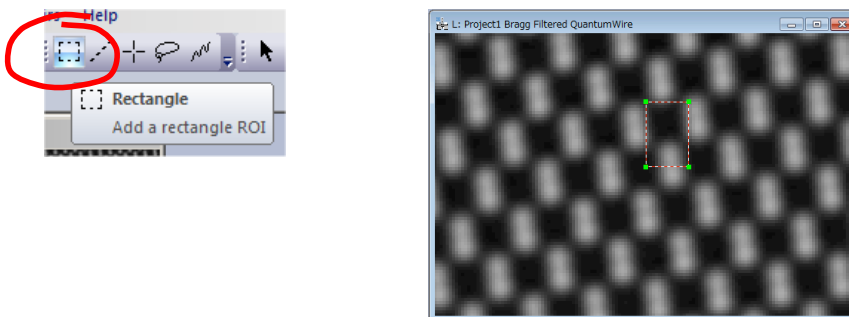 Help
Rectangle
Add a rectangle ROI
L: Project1 Bragg Filtered QuantumWire